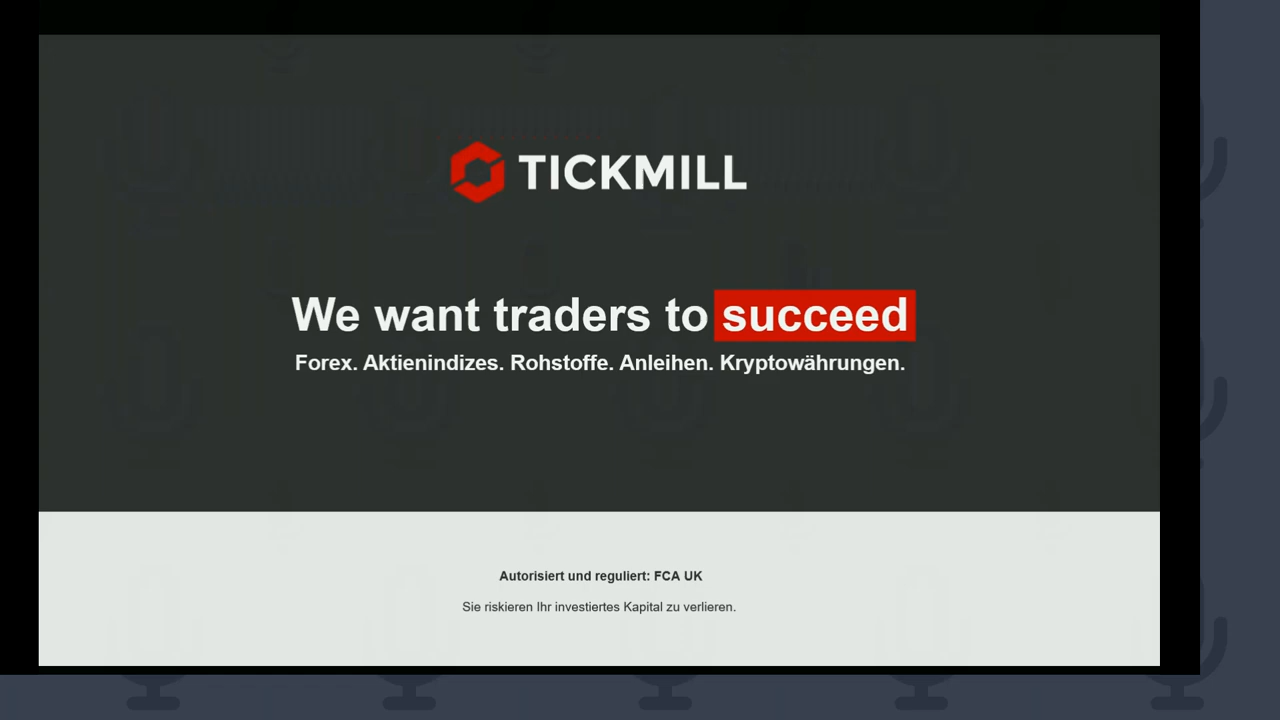 TICKMILL
We want traders to succeed
Forex. Aktienindizes. Rohstoffe. Anleihen. Kryptowährungen.
Autorisiert und reguliert: FCA UK
Sie riskieren Ihr investiertes Kapital zu verlieren.